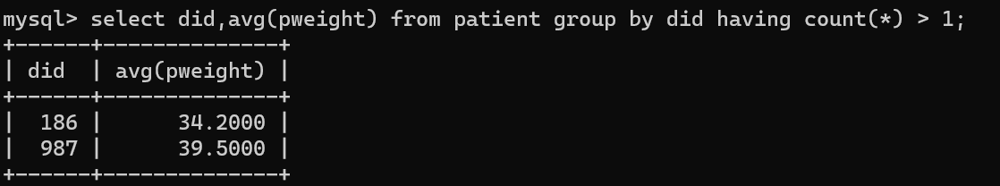 mysql> select did,avg(pweight) from patient group by did having count(*) > 1;
+------+--------------+
| did  | avg(pweight) |
+------+--------------+
|  186 |      34.2000 |
|  987 |      39.5000 |
+------+--------------+